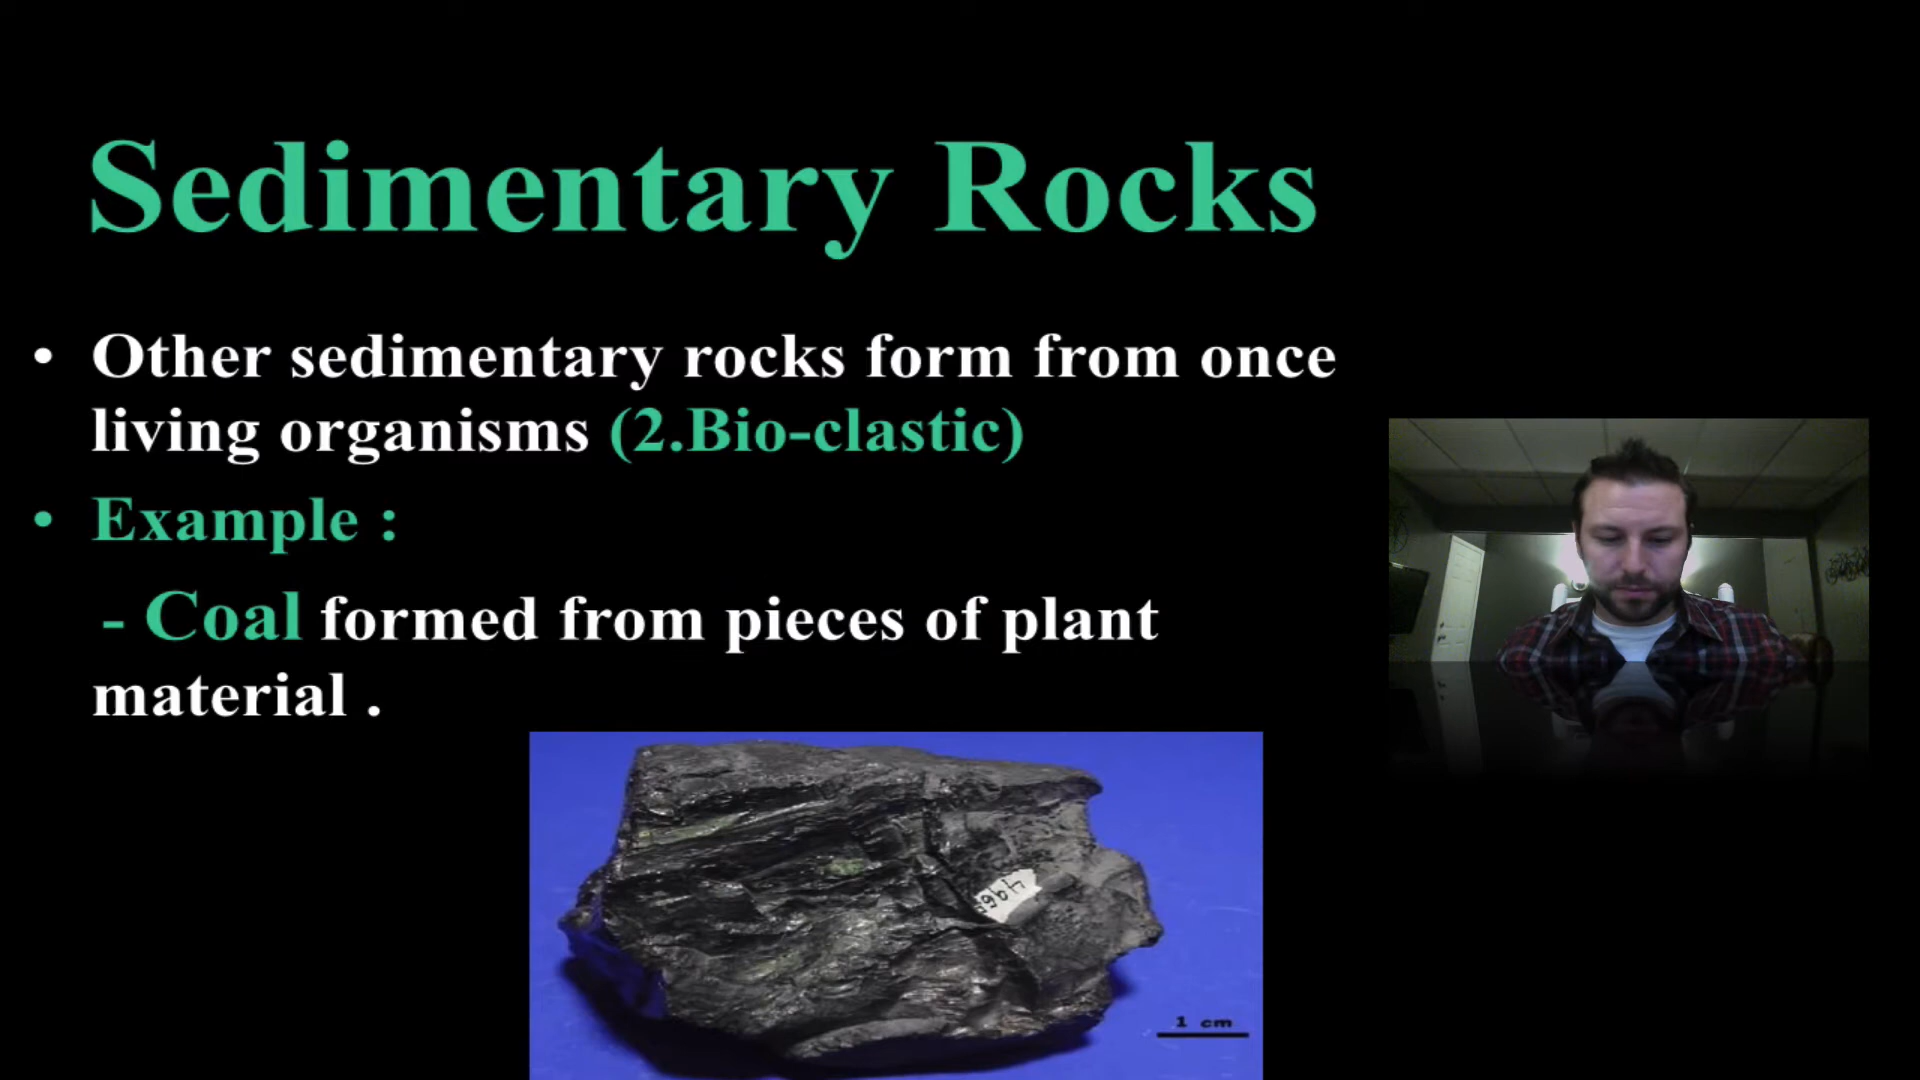 Sedimentary Rocks
• Other sedimentary rocks form from once
living organisms (2.Bio-clastic)
• Example :
- Coal formed from pieces of plant
material .
1 cm